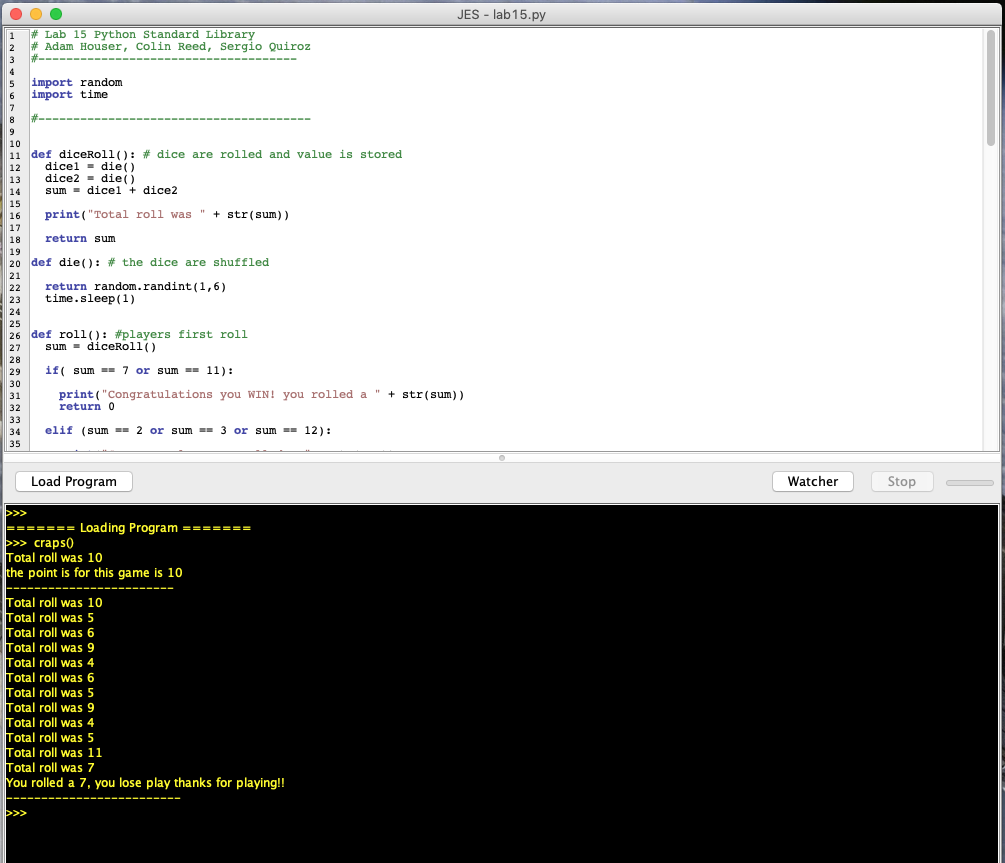 JES - lab15.py
1 # Lab 15 Python Standard Library
2 # Adam Houser, Colin Reed, Sergio Quiroz
3 #-------------------------------------
4
5 import random
6 import time
7
8 #---------------------------------------
9
10
11 def diceRoll(): # dice are rolled and value is stored
12   dice1 = die()
13   dice2 = die()
14   sum = dice1 + dice2
15
16   print("Total roll was " + str(sum))
17
18   return sum
19
20 def die(): # the dice are shuffled
21
22   return random.randint(1,6)
23   time.sleep(1)
24
25
26 def roll(): #players first roll
27   sum = diceRoll()
28
29   if( sum == 7 or sum == 11):
30
31     print("Congratulations you WIN! you rolled a " + str(sum))
32     return 0
33
34   elif (sum == 2 or sum == 3 or sum == 12):
35
Load Program Watcher Stop
>>>
======= Loading Program =======
>>> craps()
Total roll was 10
the point is for this game is 10
------------------------
Total roll was 10
Total roll was 5
Total roll was 6
Total roll was 9
Total roll was 4
Total roll was 6
Total roll was 5
Total roll was 9
Total roll was 4
Total roll was 5
Total roll was 11
Total roll was 7
You rolled a 7, you lose play thanks for playing!!
-------------------------
>>>